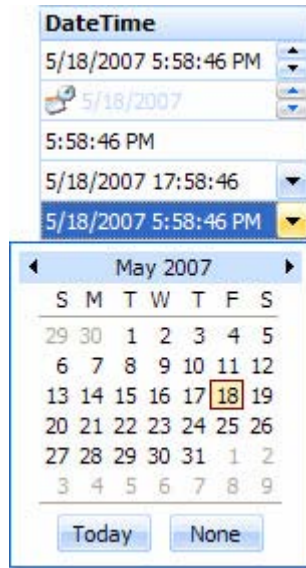 DateTime
5/18/2007 5:58:46 PM
5/18/2007
5:58:46 PM
5/18/2007 17:58:46
5/18/2007 5:58:46 PM
May 2007
S M T W T F S
29 30 1 2 3 4 5
6 7 8 9 10 11 12
13 14 15 16 17 18 19
20 21 22 23 24 25 26
27 28 29 30 31 1 2
3 4 5 6 7 8 9
Today None